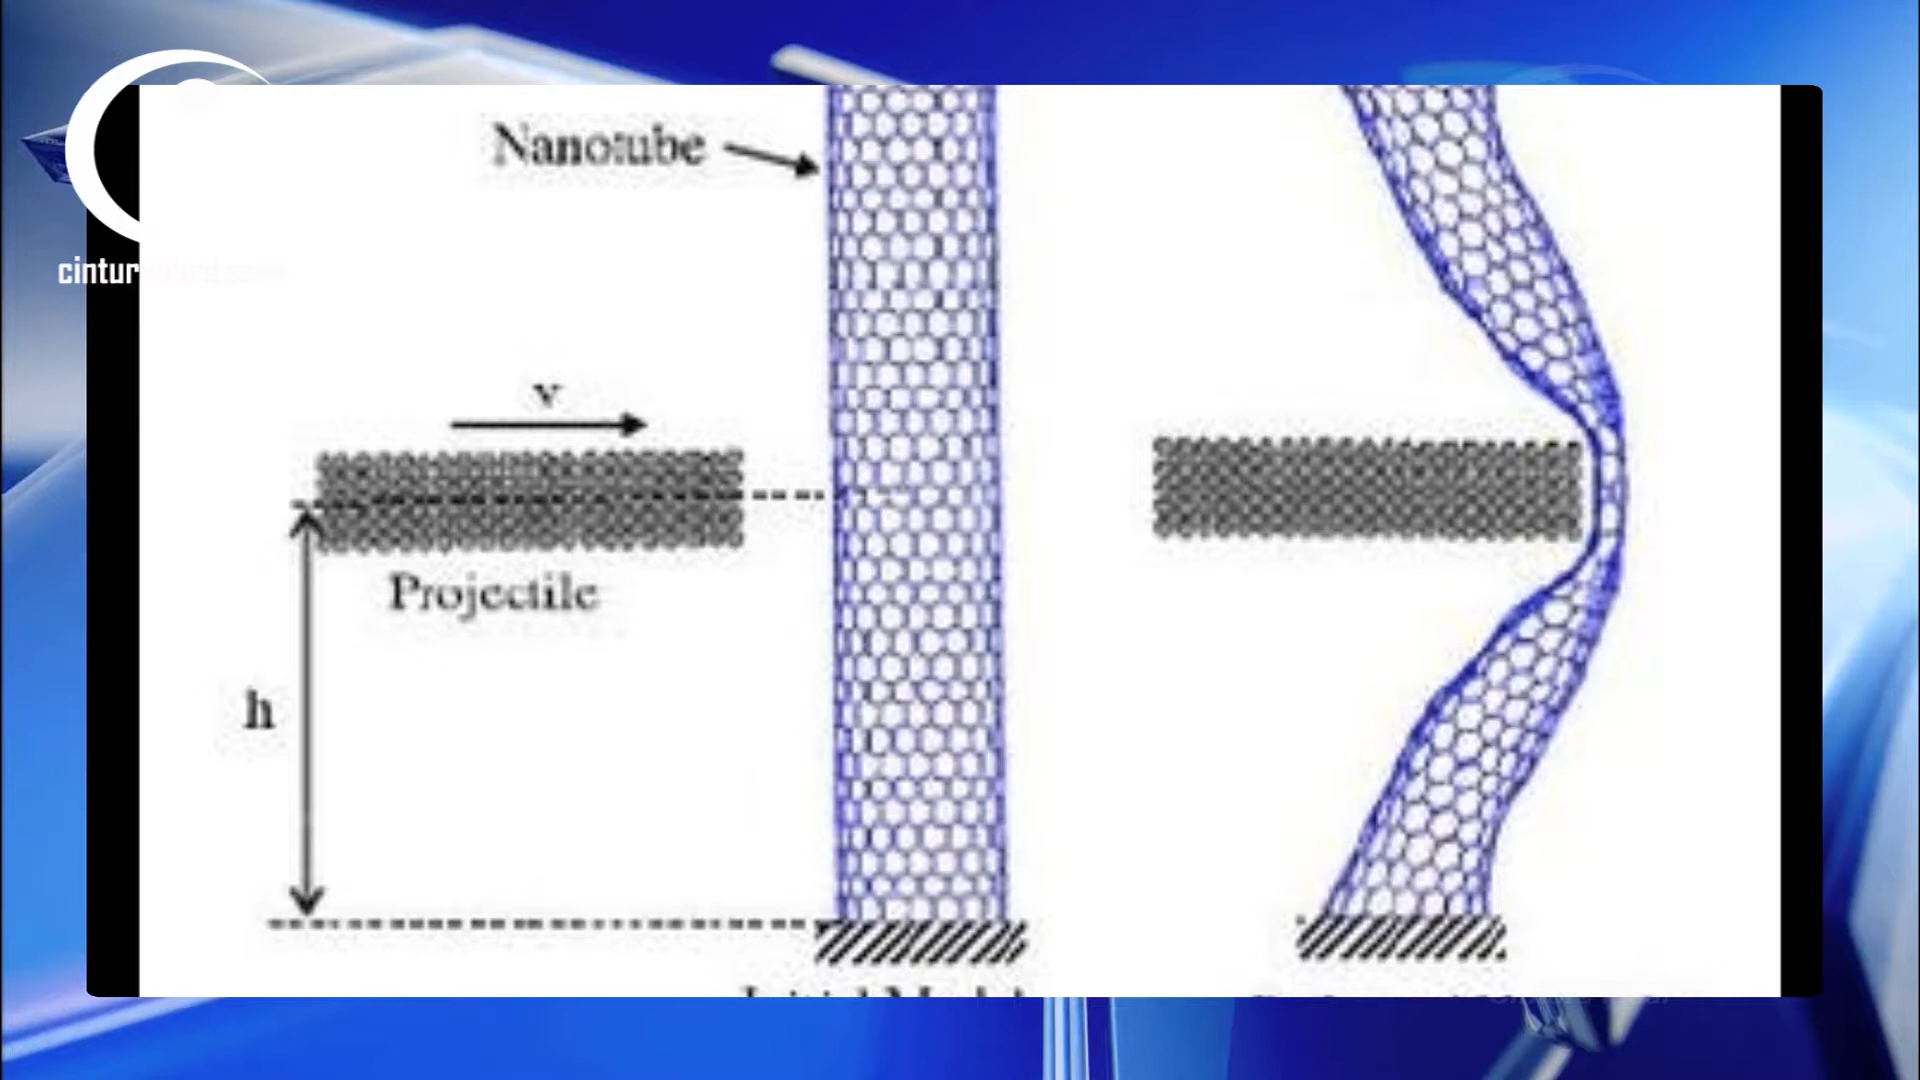 Nanotube
v
Projectile
h
cintur